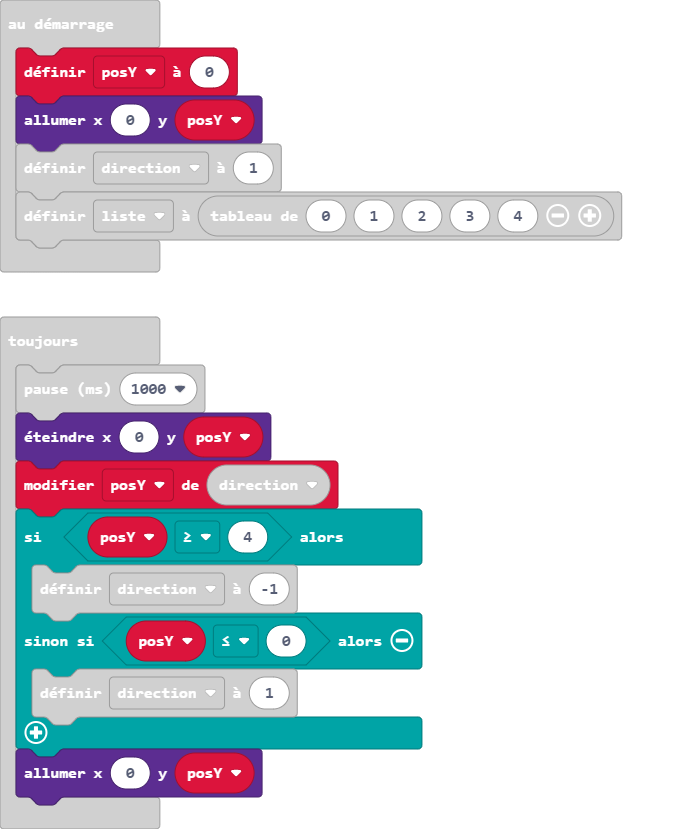 au démarrage
définir posY à 0
allumer x 0 y posY
définir direction à 1
définir liste à tableau de 0 1 2 3 4
toujours
pause (ms) 1000
éteindre x 0 y posY
modifier posY de direction
si posY ≥ 4 alors
définir direction à -1
sinon si posY ≤ 0 alors
définir direction à 1
allumer x 0 y posY